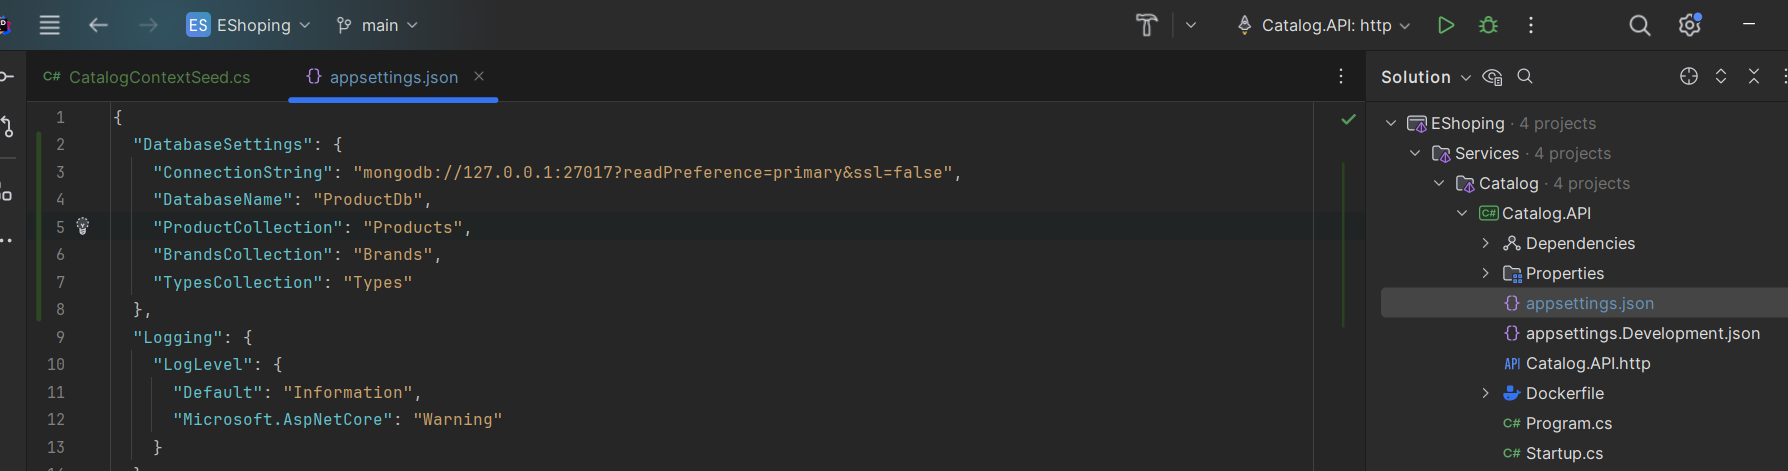 ES EShoping main Catalog.API: http
C# CatalogContextSeed.cs {} appsettings.json
Solution
1 {
2 "DatabaseSettings": {
3 "ConnectionString": "mongodb://127.0.0.1:27017?readPreference=primary&ssl=false",
4 "DatabaseName": "ProductDb",
5 "ProductCollection": "Products",
6 "BrandsCollection": "Brands",
7 "TypesCollection": "Types"
8 },
9 "Logging": {
10 "LogLevel": {
11 "Default": "Information",
12 "Microsoft.AspNetCore": "Warning"
13 }
EShoping · 4 projects
Services · 4 projects
Catalog · 4 projects
C# Catalog.API
Dependencies
Properties
{} appsettings.json
{} appsettings.Development.json
API Catalog.API.http
Dockerfile
C# Program.cs
C# Startup.cs